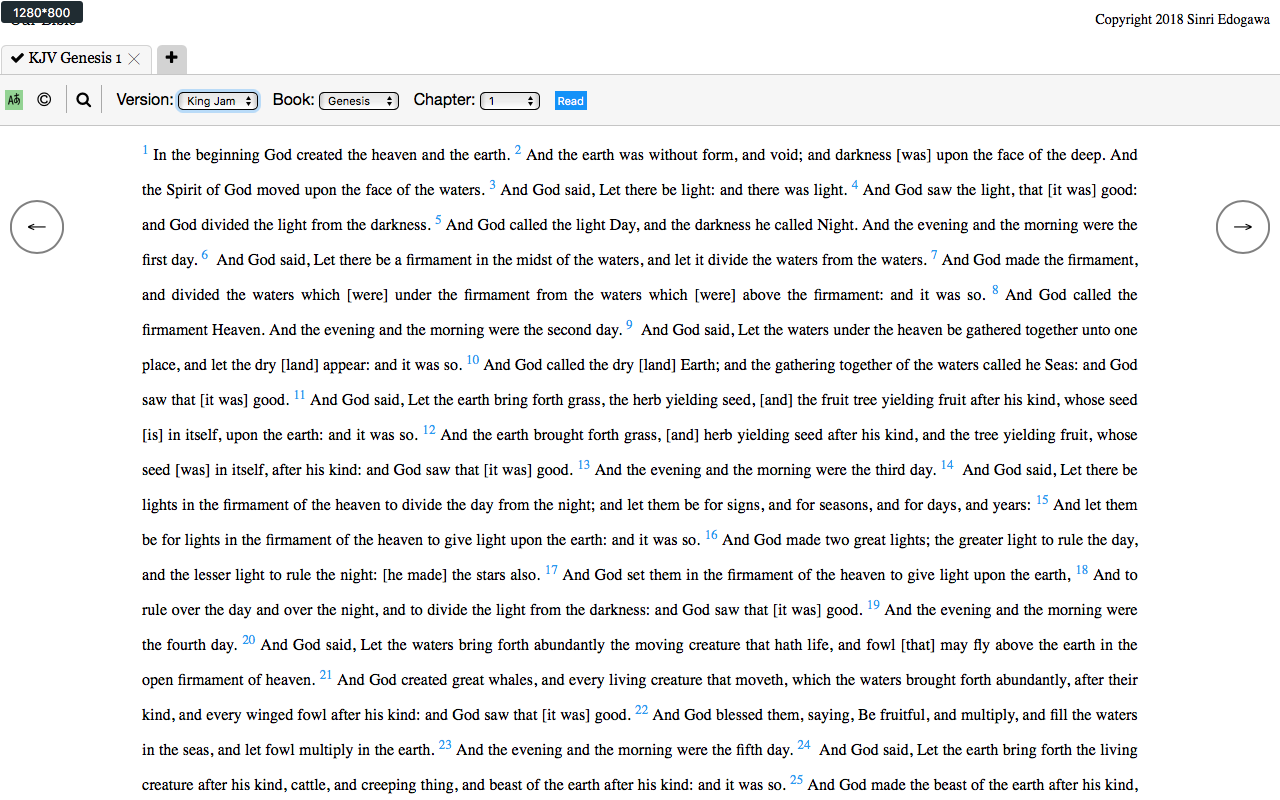 1280*800
Copyright 2018 Sinri Edogawa
KJV Genesis 1
Aあ © Version: King Jam Book: Genesis Chapter: 1 Read
1 In the beginning God created the heaven and the earth. 2 And the earth was without form, and void; and darkness [was] upon the face of the deep. And
the Spirit of God moved upon the face of the waters. 3 And God said, Let there be light: and there was light. 4 And God saw the light, that [it was] good:
and God divided the light from the darkness. 5 And God called the light Day, and the darkness he called Night. And the evening and the morning were the
first day. 6 And God said, Let there be a firmament in the midst of the waters, and let it divide the waters from the waters. 7 And God made the firmament,
and divided the waters which [were] under the firmament from the waters which [were] above the firmament: and it was so. 8 And God called the
firmament Heaven. And the evening and the morning were the second day. 9 And God said, Let the waters under the heaven be gathered together unto one
place, and let the dry [land] appear: and it was so. 10 And God called the dry [land] Earth; and the gathering together of the waters called he Seas: and God
saw that [it was] good. 11 And God said, Let the earth bring forth grass, the herb yielding seed, [and] the fruit tree yielding fruit after his kind, whose seed
[is] in itself, upon the earth: and it was so. 12 And the earth brought forth grass, [and] herb yielding seed after his kind, and the tree yielding fruit, whose
seed [was] in itself, after his kind: and God saw that [it was] good. 13 And the evening and the morning were the third day. 14 And God said, Let there be
lights in the firmament of the heaven to divide the day from the night; and let them be for signs, and for seasons, and for days, and years: 15 And let them
be for lights in the firmament of the heaven to give light upon the earth: and it was so. 16 And God made two great lights; the greater light to rule the day,
and the lesser light to rule the night: [he made] the stars also. 17 And God set them in the firmament of the heaven to give light upon the earth, 18 And to
rule over the day and over the night, and to divide the light from the darkness: and God saw that [it was] good. 19 And the evening and the morning were
the fourth day. 20 And God said, Let the waters bring forth abundantly the moving creature that hath life, and fowl [that] may fly above the earth in the
open firmament of heaven. 21 And God created great whales, and every living creature that moveth, which the waters brought forth abundantly, after their
kind, and every winged fowl after his kind: and God saw that [it was] good. 22 And God blessed them, saying, Be fruitful, and multiply, and fill the waters
in the seas, and let fowl multiply in the earth. 23 And the evening and the morning were the fifth day. 24 And God said, Let the earth bring forth the living
creature after his kind, cattle, and creeping thing, and beast of the earth after his kind: and it was so. 25 And God made the beast of the earth after his kind,